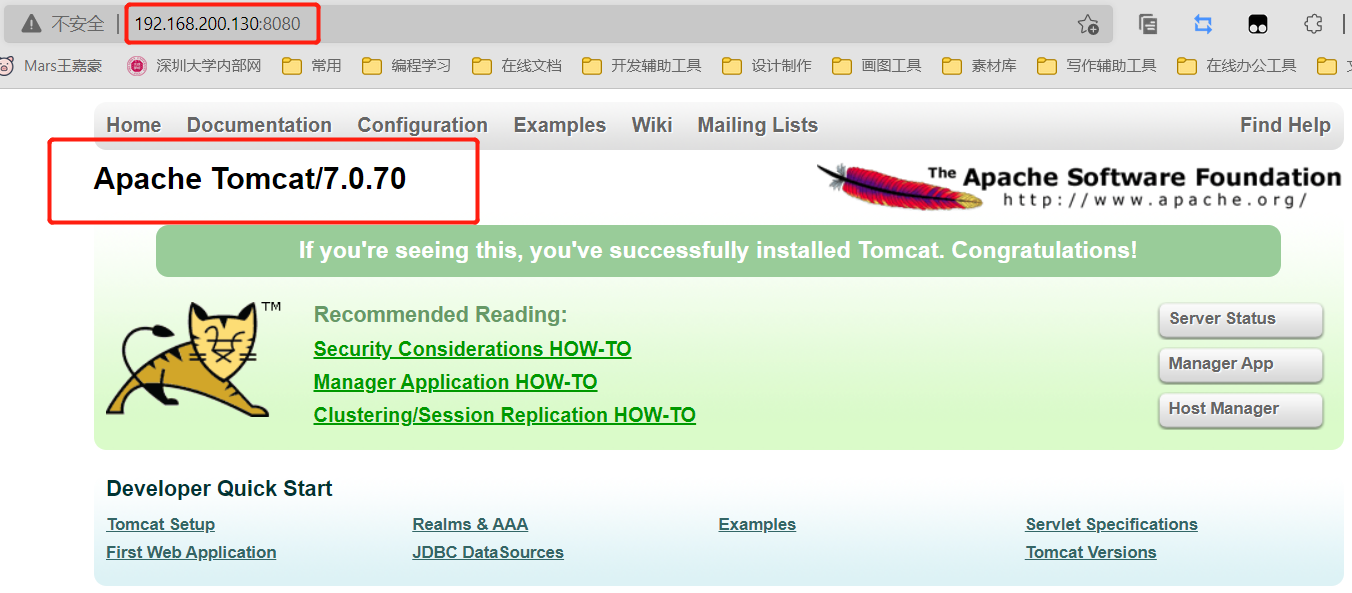 不安全 192.168.200.130:8080
Mars王嘉豪 深圳大学内部网 常用 编程学习 在线文档 开发辅助工具 设计制作 画图工具 素材库 写作辅助工具 在线办公工具
Home Documentation Configuration Examples Wiki Mailing Lists Find Help
Apache Tomcat/7.0.70
The Apache Software Foundation
http://www.apache.org/
If you're seeing this, you've successfully installed Tomcat. Congratulations!
TM
Recommended Reading:
Security Considerations HOW-TO
Manager Application HOW-TO
Clustering/Session Replication HOW-TO
Server Status
Manager App
Host Manager
Developer Quick Start
Tomcat Setup Realms & AAA Examples Servlet Specifications
First Web Application JDBC DataSources Tomcat Versions